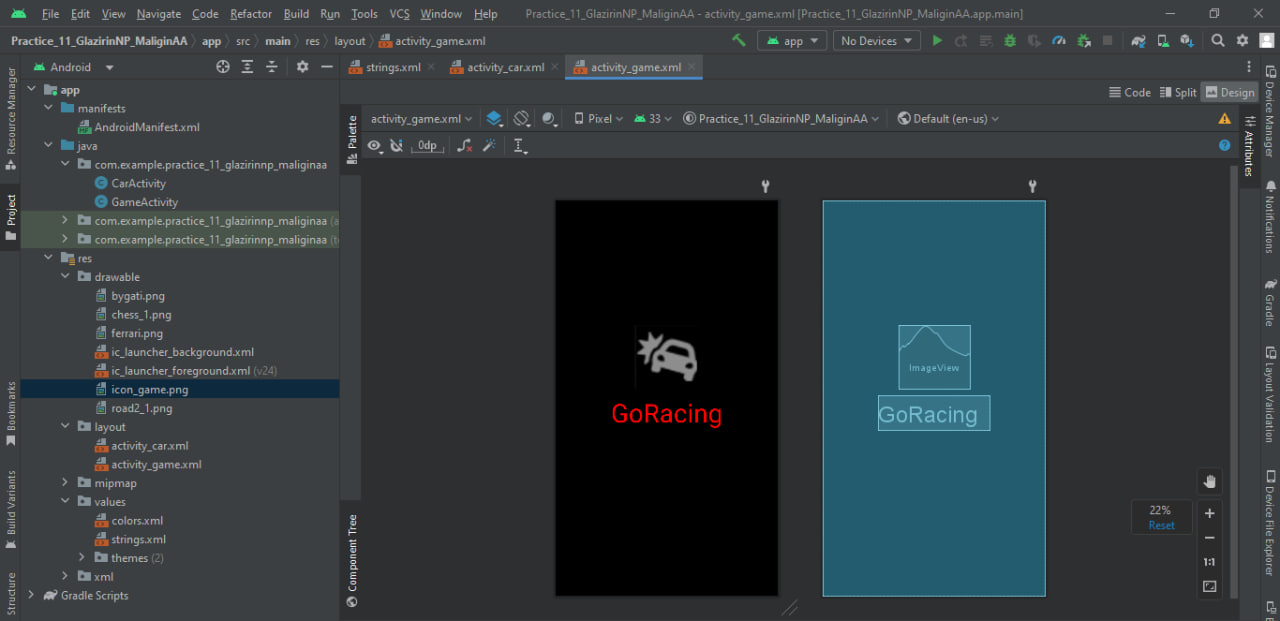 File Edit View Navigate Code Refactor Build Run Tools VCS Window Help Practice_11_GlazirinNP_MaliginAA - activity_game.xml [Practice_11_GlazirinNP_MaliginAA.app.main]
Practice_11_GlazirinNP_MaliginAA app src main res layout activity_game.xml app No Devices
Android strings.xml activity_car.xml activity_game.xml
Code Split Design
activity_game.xml Pixel 33 Practice_11_GlazirinNP_MaliginAA Default (en-us)
0dp
Resource Manager
Project
Bookmarks
Build Variants
Structure
app
manifests
AndroidManifest.xml
java
com.example.practice_11_glazirinnp_maliginaa
CarActivity
GameActivity
com.example.practice_11_glazirinnp_maliginaa
com.example.practice_11_glazirinnp_maliginaa
res
drawable
bygati.png
chess_1.png
ferrari.png
ic_launcher_background.xml
ic_launcher_foreground.xml (v24)
icon_game.png
road2_1.png
layout
activity_car.xml
activity_game.xml
mipmap
values
colors.xml
strings.xml
themes (2)
xml
Gradle Scripts
Palette
Component Tree
GoRacing
ImageView
GoRacing
22%
Reset
1:1
Attributes
Device Manager
Notifications
Gradle
Layout Validation
Device File Explorer